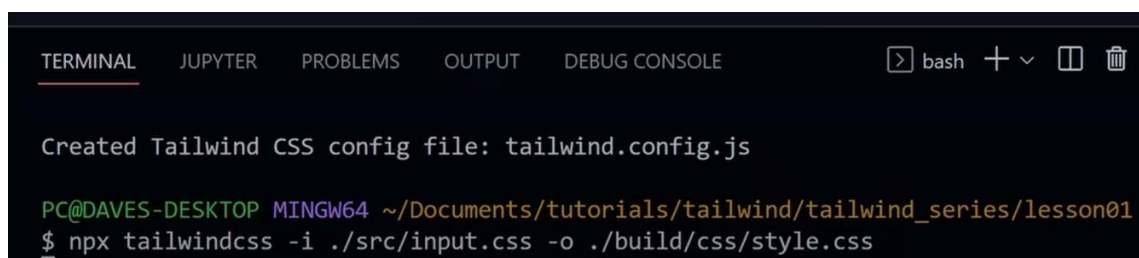 TERMINAL JUPYTER PROBLEMS OUTPUT DEBUG CONSOLE bash
Created Tailwind CSS config file: tailwind.config.js
PC@DAVES-DESKTOP MINGW64 ~/Documents/tutorials/tailwind/tailwind_series/lesson01
$ npx tailwindcss -i ./src/input.css -o ./build/css/style.css